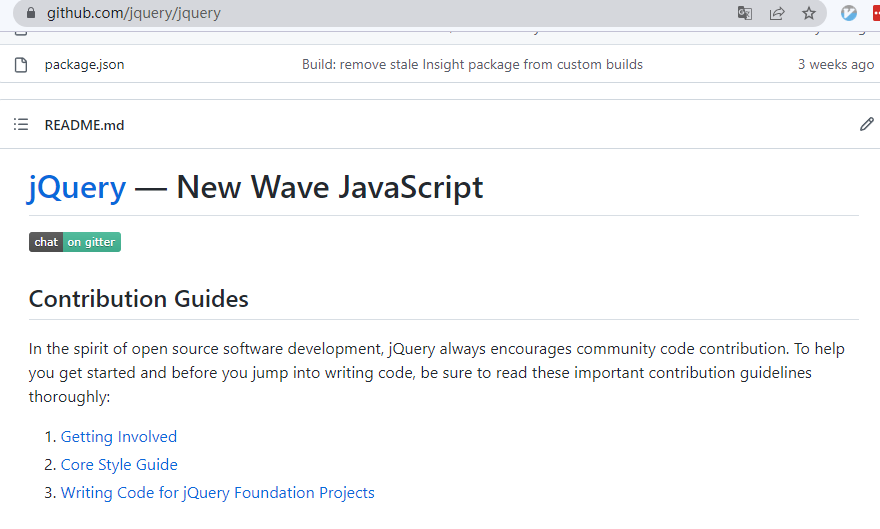 github.com/jquery/jquery
package.json Build: remove stale Insight package from custom builds 3 weeks ago
README.md
jQuery — New Wave JavaScript
chat on gitter
Contribution Guides
In the spirit of open source software development, jQuery always encourages community code contribution. To help
you get started and before you jump into writing code, be sure to read these important contribution guidelines
thoroughly:
1. Getting Involved
2. Core Style Guide
3. Writing Code for jQuery Foundation Projects